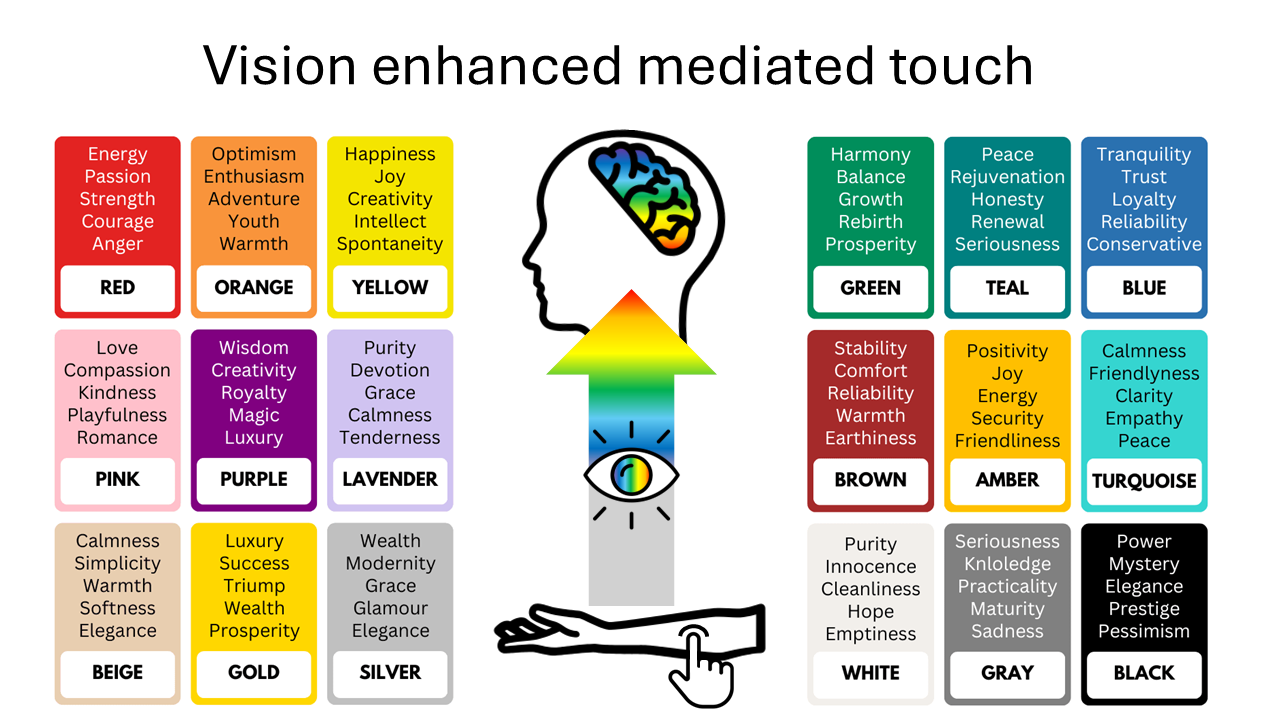 Vision enhanced mediated touch
Energy
Passion
Strength
Courage
Anger
RED
Optimism
Enthusiasm
Adventure
Youth
Warmth
ORANGE
Happiness
Joy
Creativity
Intellect
Spontaneity
YELLOW
Harmony
Balance
Growth
Rebirth
Prosperity
GREEN
Peace
Rejuvenation
Honesty
Renewal
Seriousness
TEAL
Tranquility
Trust
Loyalty
Reliability
Conservative
BLUE
Love
Compassion
Kindness
Playfulness
Romance
PINK
Wisdom
Creativity
Royalty
Magic
Luxury
PURPLE
Purity
Devotion
Grace
Calmness
Tenderness
LAVENDER
Stability
Comfort
Reliability
Warmth
Earthiness
BROWN
Positivity
Joy
Energy
Security
Friendliness
AMBER
Calmness
Friendlyness
Clarity
Empathy
Peace
TURQUOISE
Calmness
Simplicity
Warmth
Softness
Elegance
BEIGE
Luxury
Success
Triump
Wealth
Prosperity
GOLD
Wealth
Modernity
Grace
Glamour
Elegance
SILVER
Purity
Innocence
Cleanliness
Hope
Emptiness
WHITE
Seriousness
Knloledge
Practicality
Maturity
Sadness
GRAY
Power
Mystery
Elegance
Prestige
Pessimism
BLACK